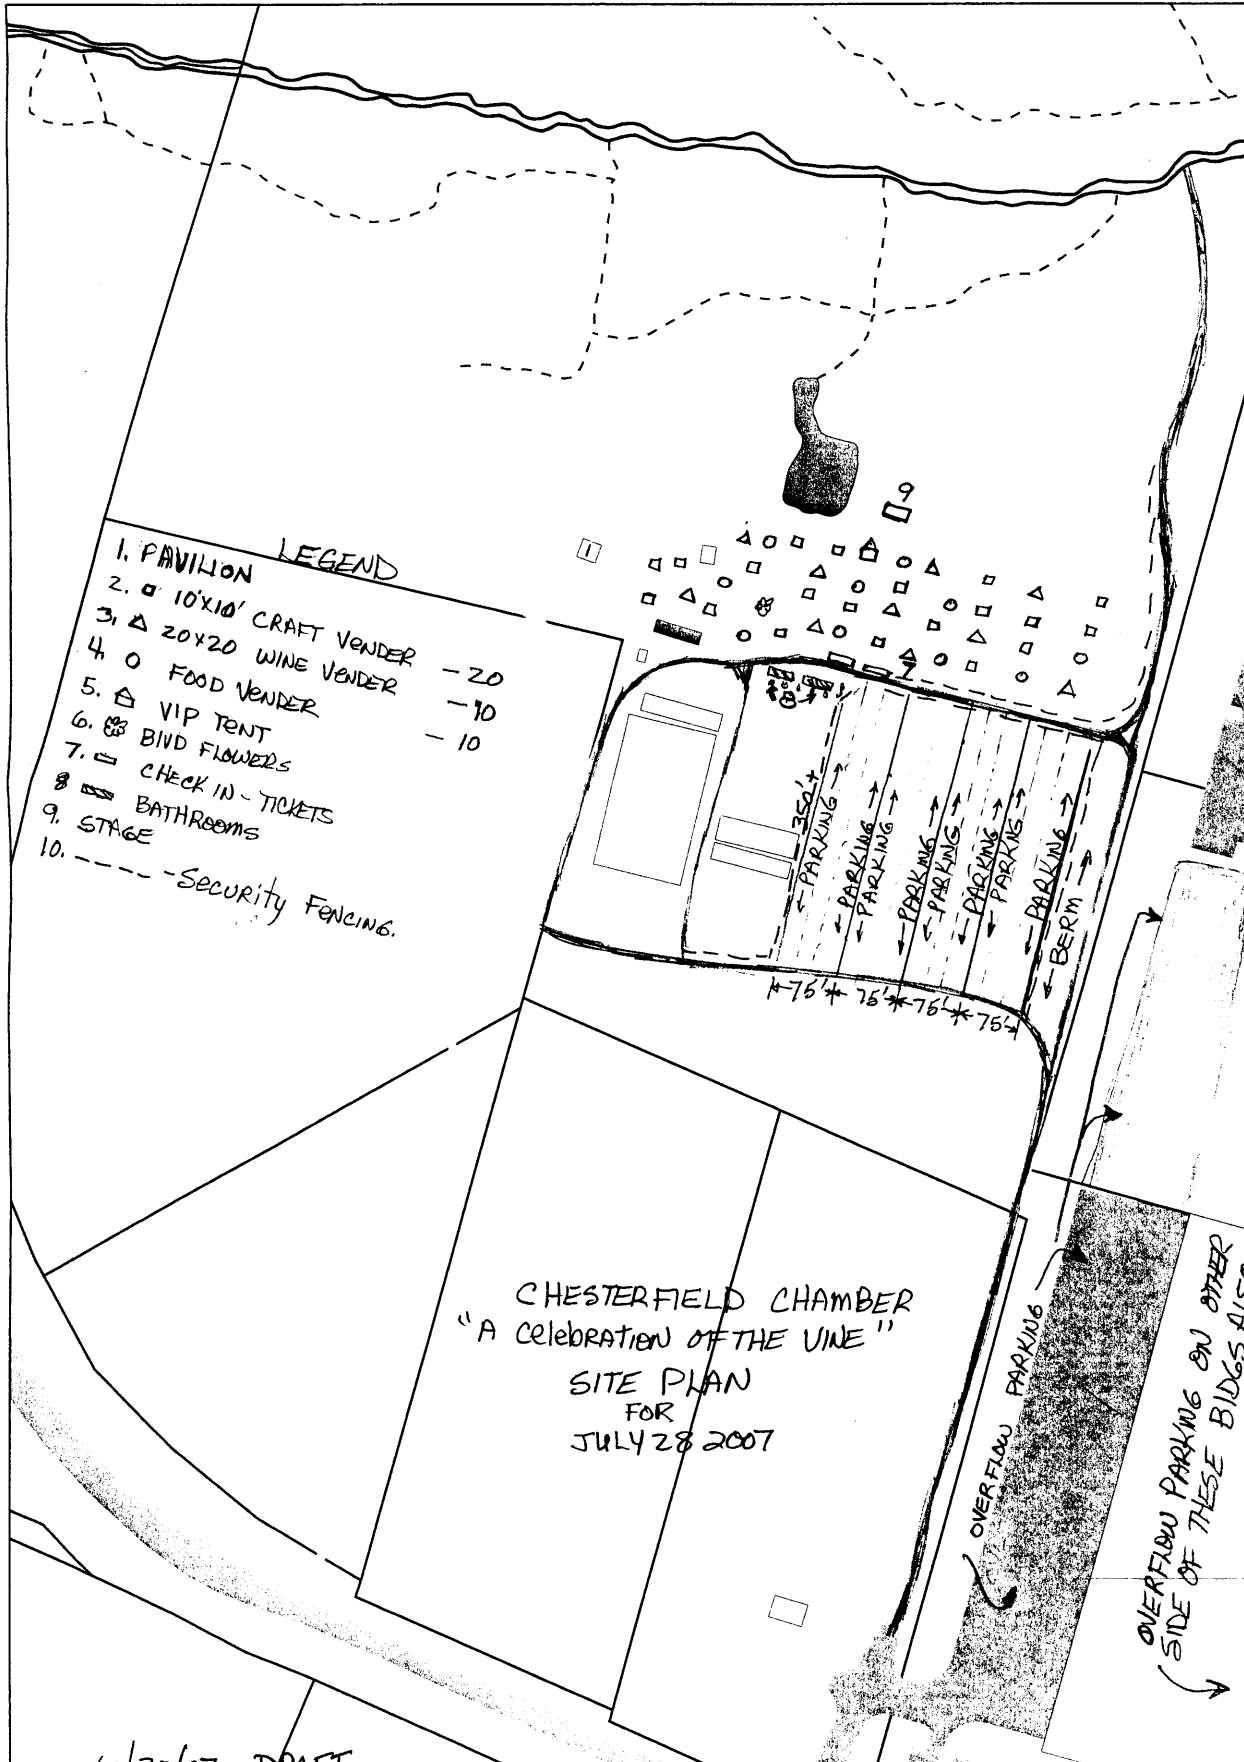 LEGEND
1. PAVILION
2. 10'X10' CRAFT VENDER - 20
3. 20X20 WINE VENDER - 10
4. FOOD VENDER - 10
5. VIP TENT
6. BLVD FLOWERS
7. CHECK IN - TICKETS
8 BATHROOMS
9. STAGE
10. ----- SECURITY FENCING.
1
9
7
8
350'±
← PARKING →
← PARKING →
← PARKING →
← PARKING →
← PARKING →
← PARKING →
← PARKING →
← PARKING →
← BERM →
75' 75' 75' 75'
CHESTERFIELD CHAMBER
"A CELEBRATION OF THE VINE"
SITE PLAN
FOR
JULY 28 2007
OVERFLOW PARKING
OVERFLOW PARKING ON OTHER
SIDE OF THESE BLDGS ALSO
DRAFT